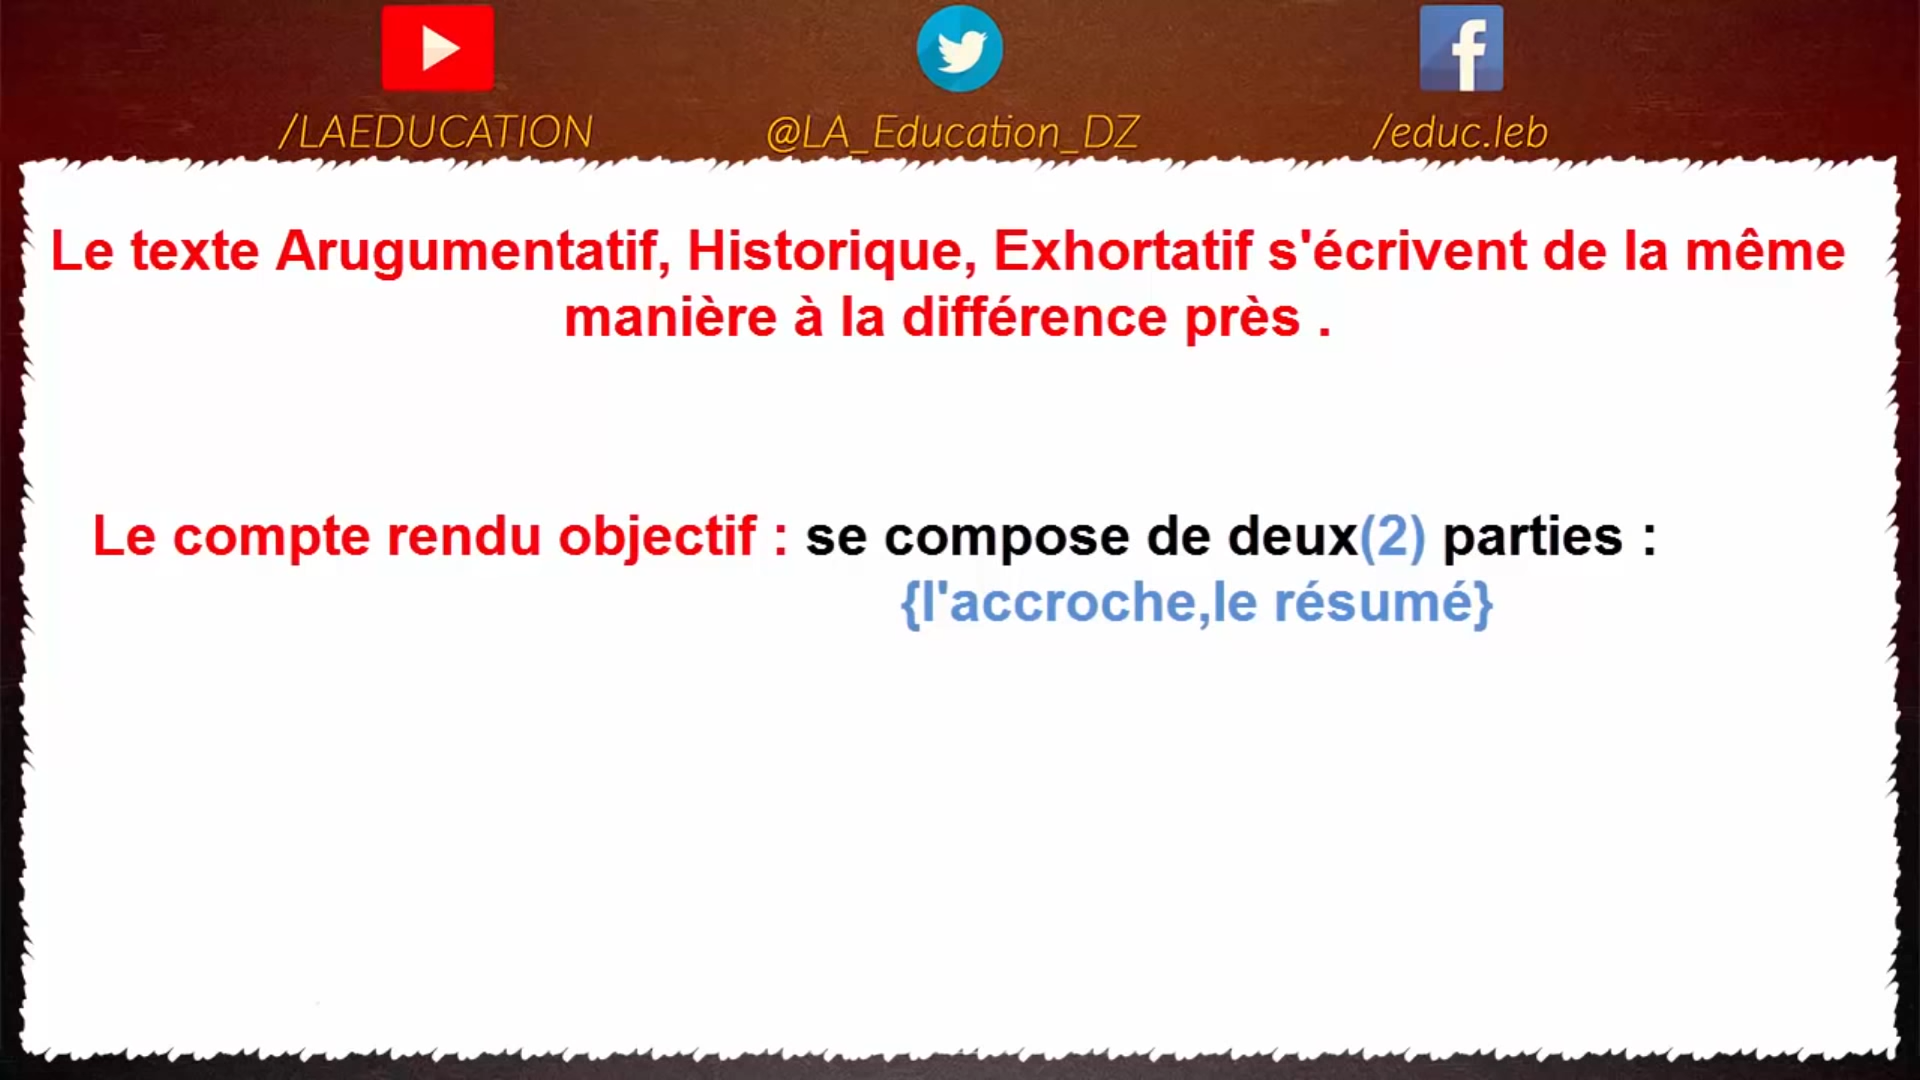 /LAEDUCATION
@LA_Education_DZ
/educ.leb
Le texte Arugumentatif, Historique, Exhortatif s'écrivent de la même
manière à la différence près .
Le compte rendu objectif : se compose de deux(2) parties :
{l'accroche,le résumé}